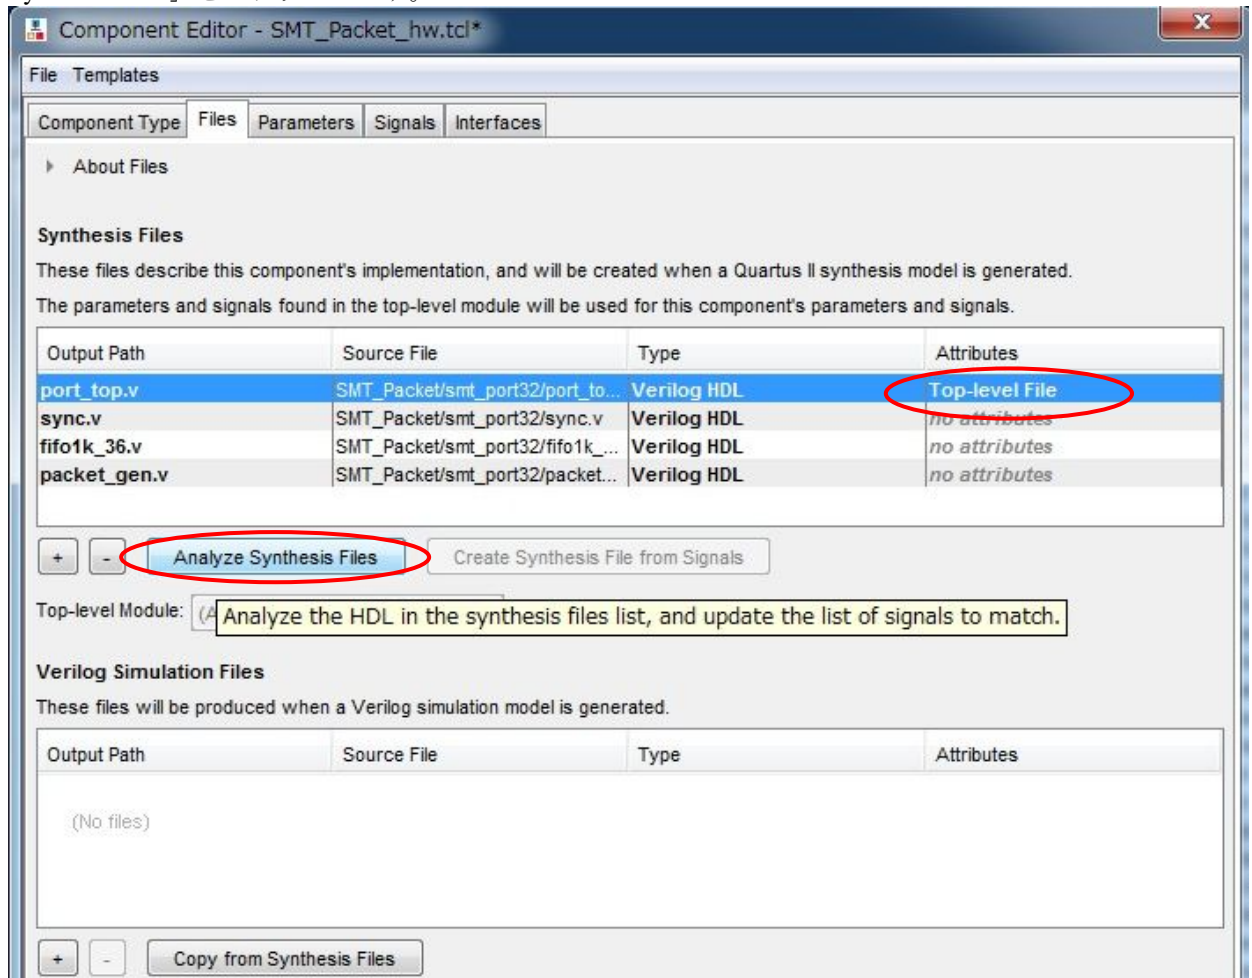 Component Editor - SMT_Packet_hw.tcl*
File Templates
Component Type Files Parameters Signals Interfaces
About Files
Synthesis Files
These files describe this component's implementation, and will be created when a Quartus II synthesis model is generated.
The parameters and signals found in the top-level module will be used for this component's parameters and signals.
Output Path Source File Type Attributes
port_top.v SMT_Packet/smt_port32/port_to... Verilog HDL Top-level File
sync.v SMT_Packet/smt_port32/sync.v Verilog HDL no attributes
fifo1k_36.v SMT_Packet/smt_port32/fifo1k_... Verilog HDL no attributes
packet_gen.v SMT_Packet/smt_port32/packet... Verilog HDL no attributes
+ - Analyze Synthesis Files Create Synthesis File from Signals
Top-level Module: (A
Analyze the HDL in the synthesis files list, and update the list of signals to match.
Verilog Simulation Files
These files will be produced when a Verilog simulation model is generated.
Output Path Source File Type Attributes
(No files)
+ - Copy from Synthesis Files